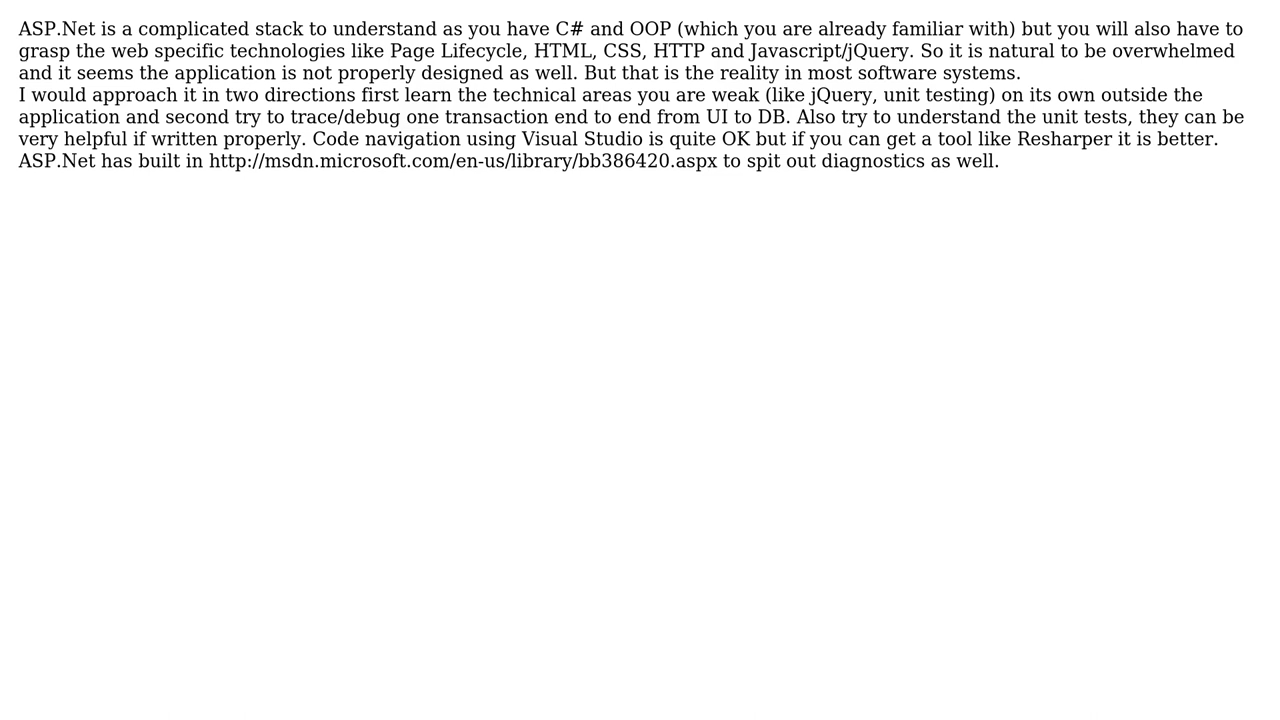 ASP.Net is a complicated stack to understand as you have C# and OOP (which you are already familiar with) but you will also have to
grasp the web specific technologies like Page Lifecycle, HTML, CSS, HTTP and Javascript/jQuery. So it is natural to be overwhelmed
and it seems the application is not properly designed as well. But that is the reality in most software systems.
I would approach it in two directions first learn the technical areas you are weak (like jQuery, unit testing) on its own outside the
application and second try to trace/debug one transaction end to end from UI to DB. Also try to understand the unit tests, they can be
very helpful if written properly. Code navigation using Visual Studio is quite OK but if you can get a tool like Resharper it is better.
ASP.Net has built in http://msdn.microsoft.com/en-us/library/bb386420.aspx to spit out diagnostics as well.